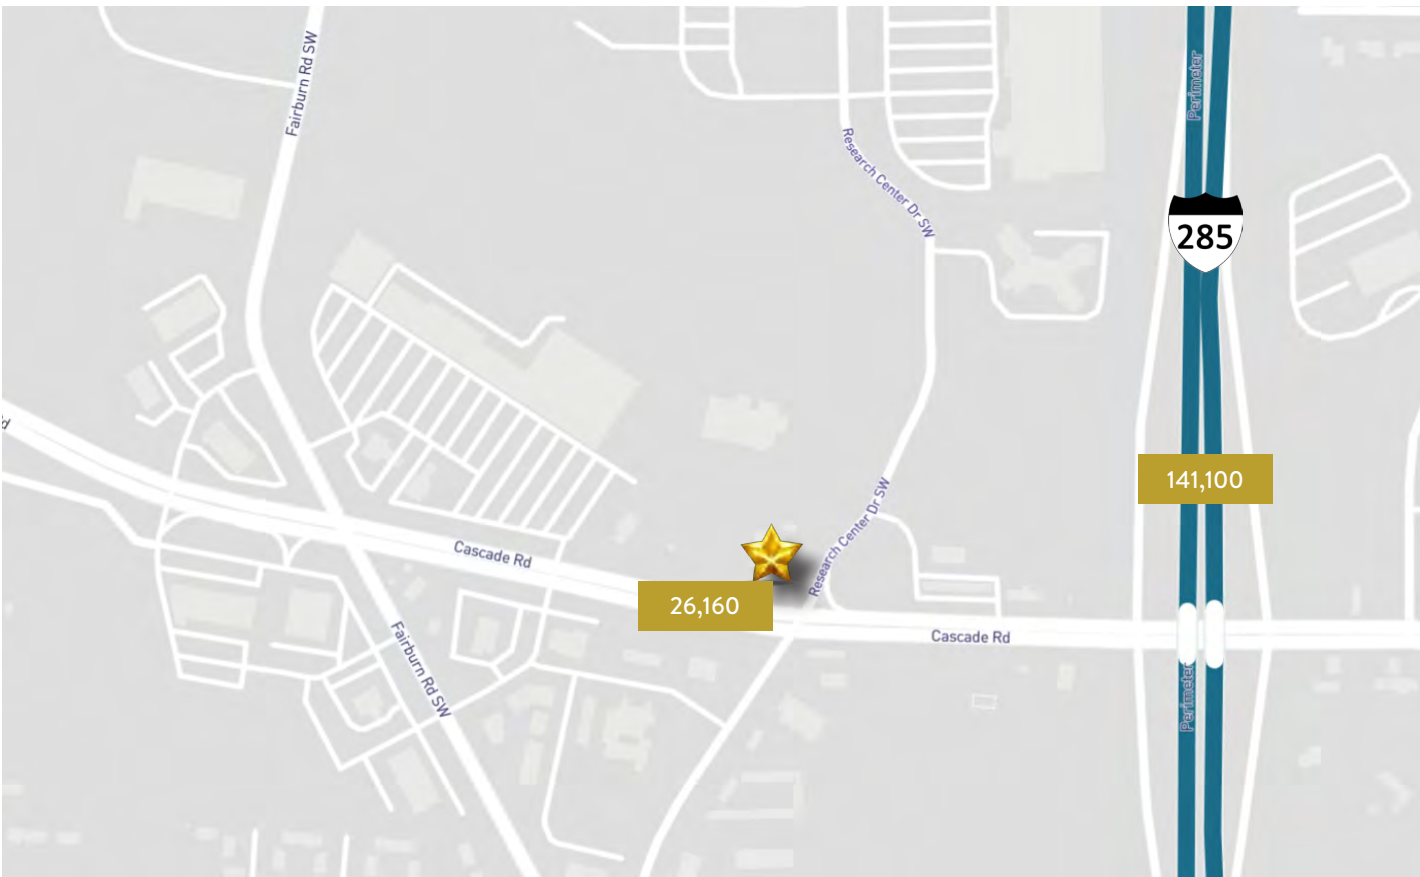 Fairburn Rd SW
Perimeter
Research Center Dr SW
285
d
141,100
Research Center Dr SW
Cascade Rd
26,160
Cascade Rd
Fairburn Rd SW
Perimeter